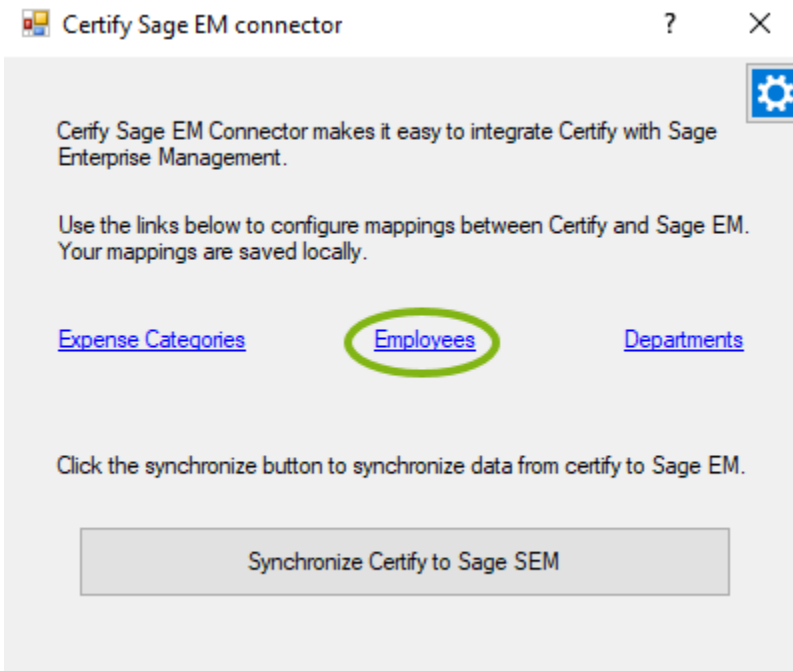 Certify Sage EM connector ? ×
Cerify Sage EM Connector makes it easy to integrate Certify with Sage
Enterprise Management.
Use the links below to configure mappings between Certify and Sage EM.
Your mappings are saved locally.
Expense Categories Employees Departments
Click the synchronize button to synchronize data from certify to Sage EM.
Synchronize Certify to Sage SEM